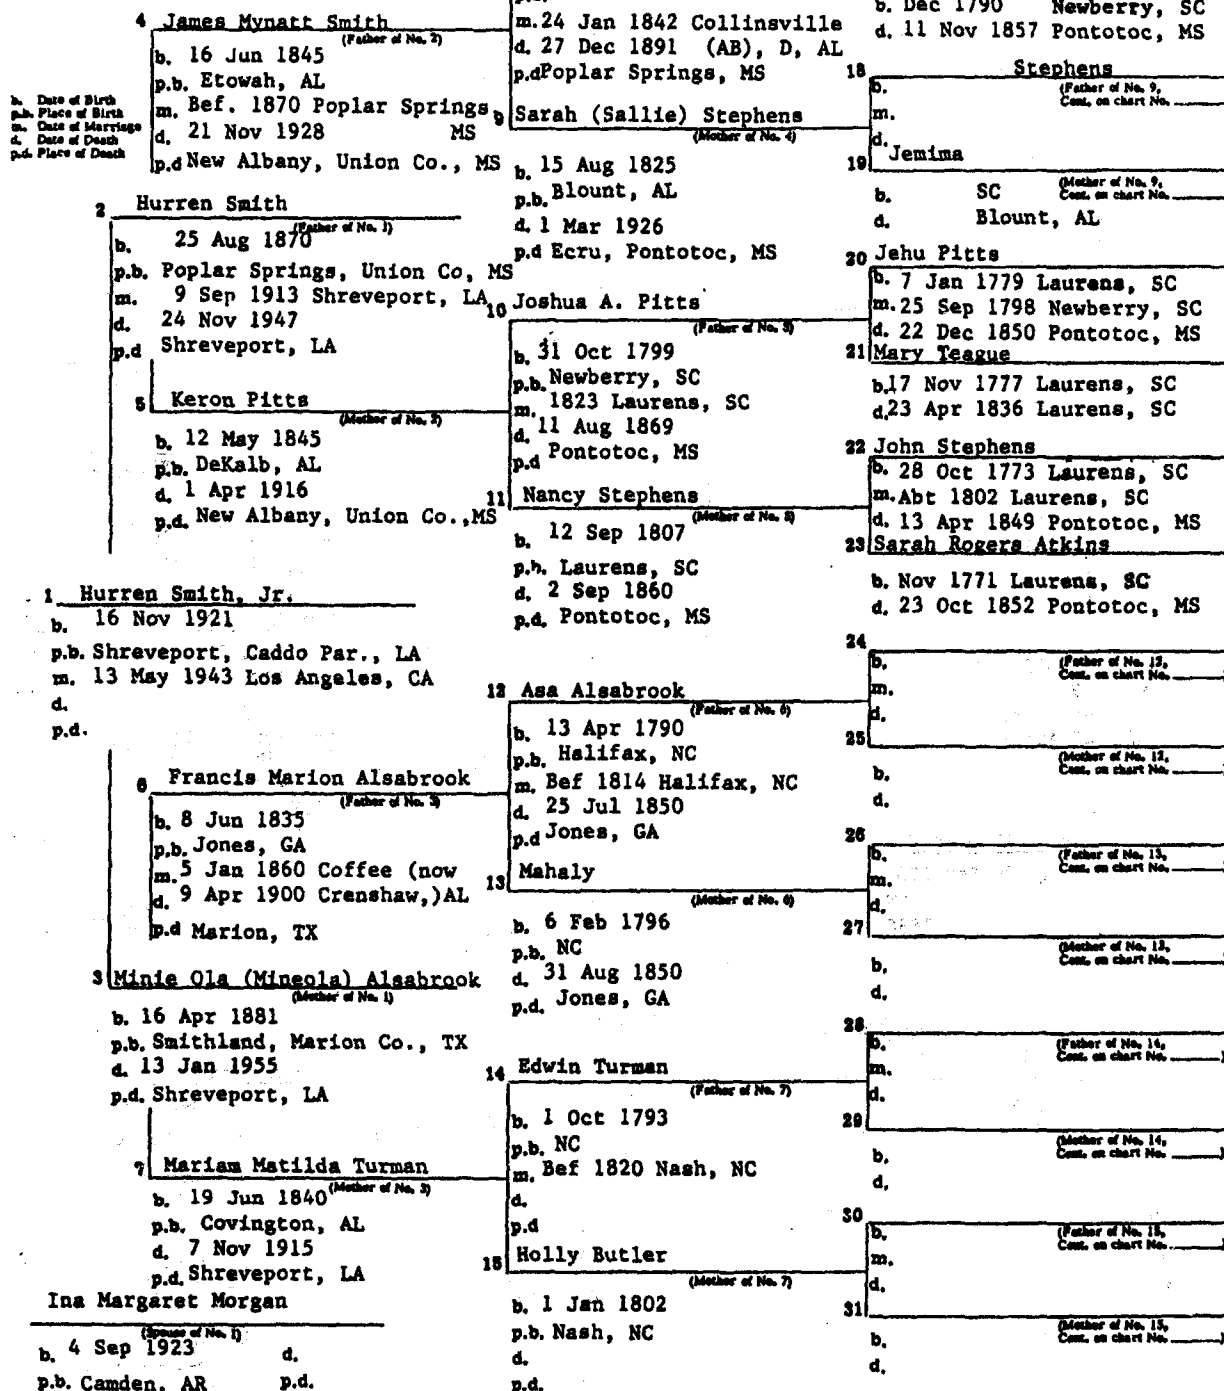 4 James Mynatt Smith
(Father of No. 2)
b. 16 Jun 1845
p.b. Etowah, AL
m. Bef. 1870 Poplar Springs,
d. 21 Nov 1928 MS
p.d New Albany, Union Co., MS
b. Date of Birth
p.b. Place of Birth
m. Date of Marriage
d. Date of Death
p.d. Place of Death
2 Hurren Smith
(Father of No. 1)
b. 25 Aug 1870
p.b. Poplar Springs, Union Co, MS
m. 9 Sep 1913 Shreveport, LA
d. 24 Nov 1947
p.d Shreveport, LA
5 Keron Pitts
(Mother of No. 2)
b. 12 May 1845
p.b. DeKalb, AL
d. 1 Apr 1916
p.d. New Albany, Union Co.,MS
1 Hurren Smith, Jr.
b. 16 Nov 1921
p.b. Shreveport, Caddo Par., LA
m. 13 May 1943 Los Angeles, CA
d.
p.d.
6 Francis Marion Alsabrook
(Father of No. 3)
b. 8 Jun 1835
p.b. Jones, GA
m. 5 Jan 1860 Coffee (now
d. 9 Apr 1900 Crenshaw,)AL
p.d Marion, TX
3 Minie Ola (Mineola) Alsabrook
(Mother of No. 1)
b. 16 Apr 1881
p.b. Smithland, Marion Co., TX
d. 13 Jan 1955
p.d. Shreveport, LA
7 Mariam Matilda Turman
(Mother of No. 3)
b. 19 Jun 1840
p.b. Covington, AL
d. 7 Nov 1915
p.d. Shreveport, LA
Ina Margaret Morgan
(Spouse of No. 1)
b. 4 Sep 1923 d.
p.b. Camden, AR p.d.
m. 24 Jan 1842 Collinsville
d. 27 Dec 1891 (AB), D, AL
p.d Poplar Springs, MS
9 Sarah (Sallie) Stephens
(Mother of No. 4)
b. 15 Aug 1825
p.b. Blount, AL
d. 1 Mar 1926
p.d Ecru, Pontotoc, MS
10 Joshua A. Pitts
(Father of No. 5)
b. 31 Oct 1799
p.b. Newberry, SC
m. 1823 Laurens, SC
d. 11 Aug 1869
p.d Pontotoc, MS
11 Nancy Stephens
(Mother of No. 5)
b. 12 Sep 1807
p.b. Laurens, SC
d. 2 Sep 1860
p.d. Pontotoc, MS
12 Asa Alsabrook
(Father of No. 6)
b. 13 Apr 1790
p.b. Halifax, NC
m. Bef 1814 Halifax, NC
d. 25 Jul 1850
p.d Jones, GA
13 Mahaly
(Mother of No. 6)
b. 6 Feb 1796
p.b. NC
d. 31 Aug 1850
p.d. Jones, GA
14 Edwin Turman
(Father of No. 7)
b. 1 Oct 1793
p.b. NC
m. Bef 1820 Nash, NC
d.
p.d
15 Holly Butler
(Mother of No. 7)
b. 1 Jan 1802
p.b. Nash, NC
d.
p.d.
b. Dec 1790 Newberry, SC
d. 11 Nov 1857 Pontotoc, MS
18 Stephens
b. (Father of No. 9,
Cont. on chart No.
m.
d.
19 Jemima
b. SC (Mother of No. 9,
Cont. on chart No.
d. Blount, AL
20 Jehu Pitts
b. 7 Jan 1779 Laurens, SC
m. 25 Sep 1798 Newberry, SC
d. 22 Dec 1850 Pontotoc, MS
21 Mary Teague
b. 17 Nov 1777 Laurens, SC
d. 23 Apr 1836 Laurens, SC
22 John Stephens
b. 28 Oct 1773 Laurens, SC
m. Abt 1802 Laurens, SC
d. 13 Apr 1849 Pontotoc, MS
23 Sarah Rogers Atkins
b. Nov 1771 Laurens, SC
d. 23 Oct 1852 Pontotoc, MS
24
b. (Father of No. 12,
Cont. on chart No.
m.
d.
25
b. (Mother of No. 12,
Cont. on chart No.
d.
26
b. (Father of No. 13,
Cont. on chart No.
m.
d.
27
b. (Mother of No. 13,
Cont. on chart No.
d.
28
b. (Father of No. 14,
Cont. on chart No.
m.
d.
29
b. (Mother of No. 14,
Cont. on chart No.
d.
30
b. (Father of No. 15,
Cont. on chart No.
m.
d.
31
b. (Mother of No. 15,
Cont. on chart No.
d.